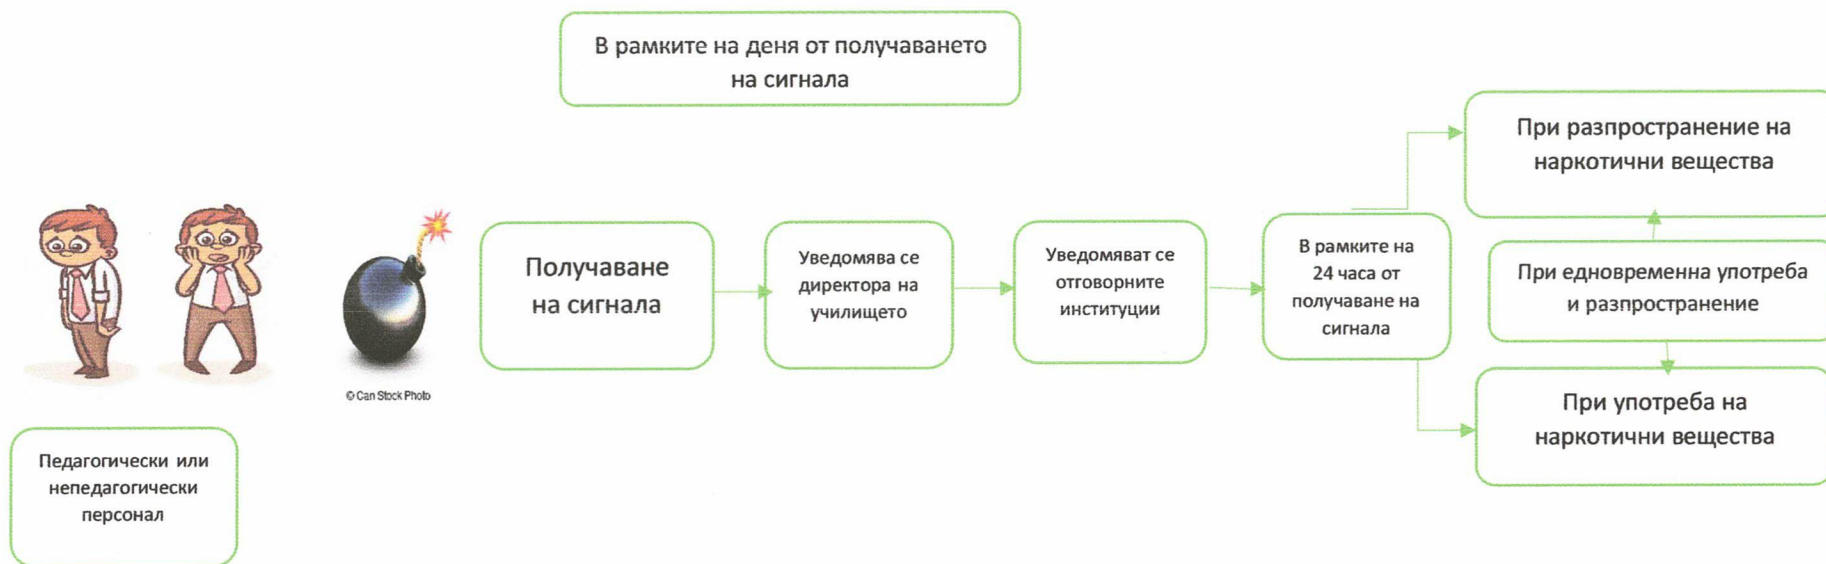 В рамките на деня от получаването
на сигнала
При разпространение на
наркотични вещества
Получаване
на сигнала
Уведомява се
директора на
училището
Уведомяват се
отговорните
институции
В рамките на
24 часа от
получаване на
сигнала
При едновременна употреба
и разпространение
При употреба на
наркотични вещества
© Can Stock Photo
Педагогически или
непедагогически
персонал